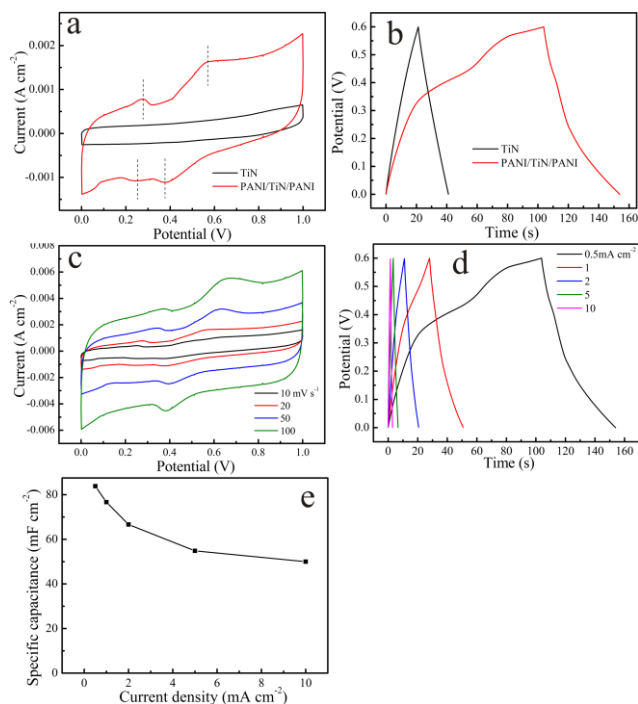 a
0.002
0.001
0.000
-0.001
Current (A cm⁻²)
TiN
PANI/TiN/PANI
0.0 0.2 0.4 0.6 0.8 1.0
Potential (V)
b
0.6
0.5
0.4
0.3
0.2
0.1
0.0
Potential (V)
TiN
PANI/TiN/PANI
0 20 40 60 80 100 120 140 160
Time (s)
c
0.008
0.006
0.004
0.002
0.000
-0.002
-0.004
-0.006
Current (A cm⁻²)
10 mV s⁻¹
20
50
100
0.0 0.2 0.4 0.6 0.8 1.0
Potential (V)
d
0.6
0.5
0.4
0.3
0.2
0.1
0.0
Potential (V)
0.5mA cm⁻²
1
2
5
10
0 20 40 60 80 100 120 140 160
Time (s)
e
80
60
40
20
0
Specific capacitance (mF cm⁻²)
0 2 4 6 8 10
Current density (mA cm⁻²)